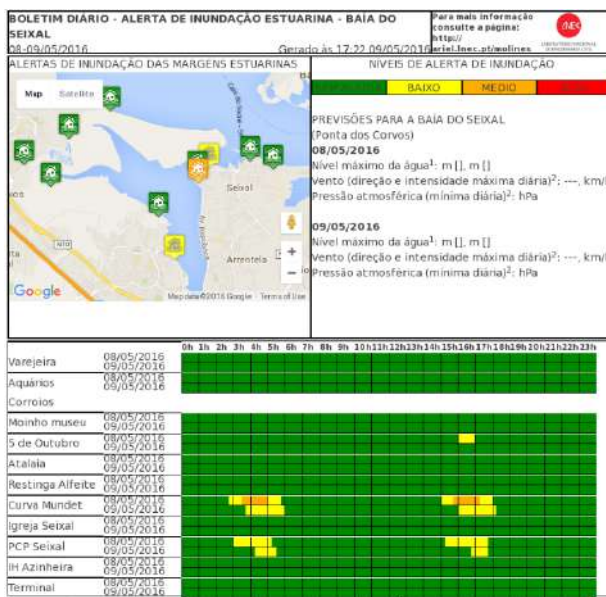 BOLETIM DIÁRIO - ALERTA DE INUNDAÇÃO ESTUARINA - BAÍA DO
SEIXAL
08-09/05/2016 Gerado às 17:22 09/05/2016
Para mais informação
consulte a página:
http://
ariel.lnec.pt/molines
ALERTAS DE INUNDAÇÃO DAS MARGENS ESTUARINAS
Map Satellite
Seixal
Arrentela
N10
Google
Map data ©2016 Google Terms of Use
NÍVEIS DE ALERTA DE INUNDAÇÃO
BAIXO MEDIO
PREVISÕES PARA A BAÍA DO SEIXAL
(Ponta dos Corvos)
08/05/2016
Nível máximo da água¹: m [], m []
Vento (direção e intensidade máxima diária)²: ---, km/
Pressão atmosférica (mínima diária)²: hPa
09/05/2016
Nível máximo da água¹: m [], m []
Vento (direção e intensidade máxima diária)²: ---, km/
Pressão atmosférica (mínima diária)²: hPa
0h 1h 2h 3h 4h 5h 6h 7h 8h 9h 10h 11h 12h 13h 14h 15h 16h 17h 18h 19h 20h 21h 22h 23h
Varejeira 08/05/2016
09/05/2016
Aquários 08/05/2016
09/05/2016
Corroios
Moinho museu 08/05/2016
09/05/2016
5 de Outubro 08/05/2016
09/05/2016
Atalaia 08/05/2016
09/05/2016
Restinga Alfeite 08/05/2016
09/05/2016
Curva Mundet 08/05/2016
09/05/2016
Igreja Seixal 08/05/2016
09/05/2016
PCP Seixal 08/05/2016
09/05/2016
IH Azinheira 08/05/2016
09/05/2016
Terminal 08/05/2016
09/05/2016